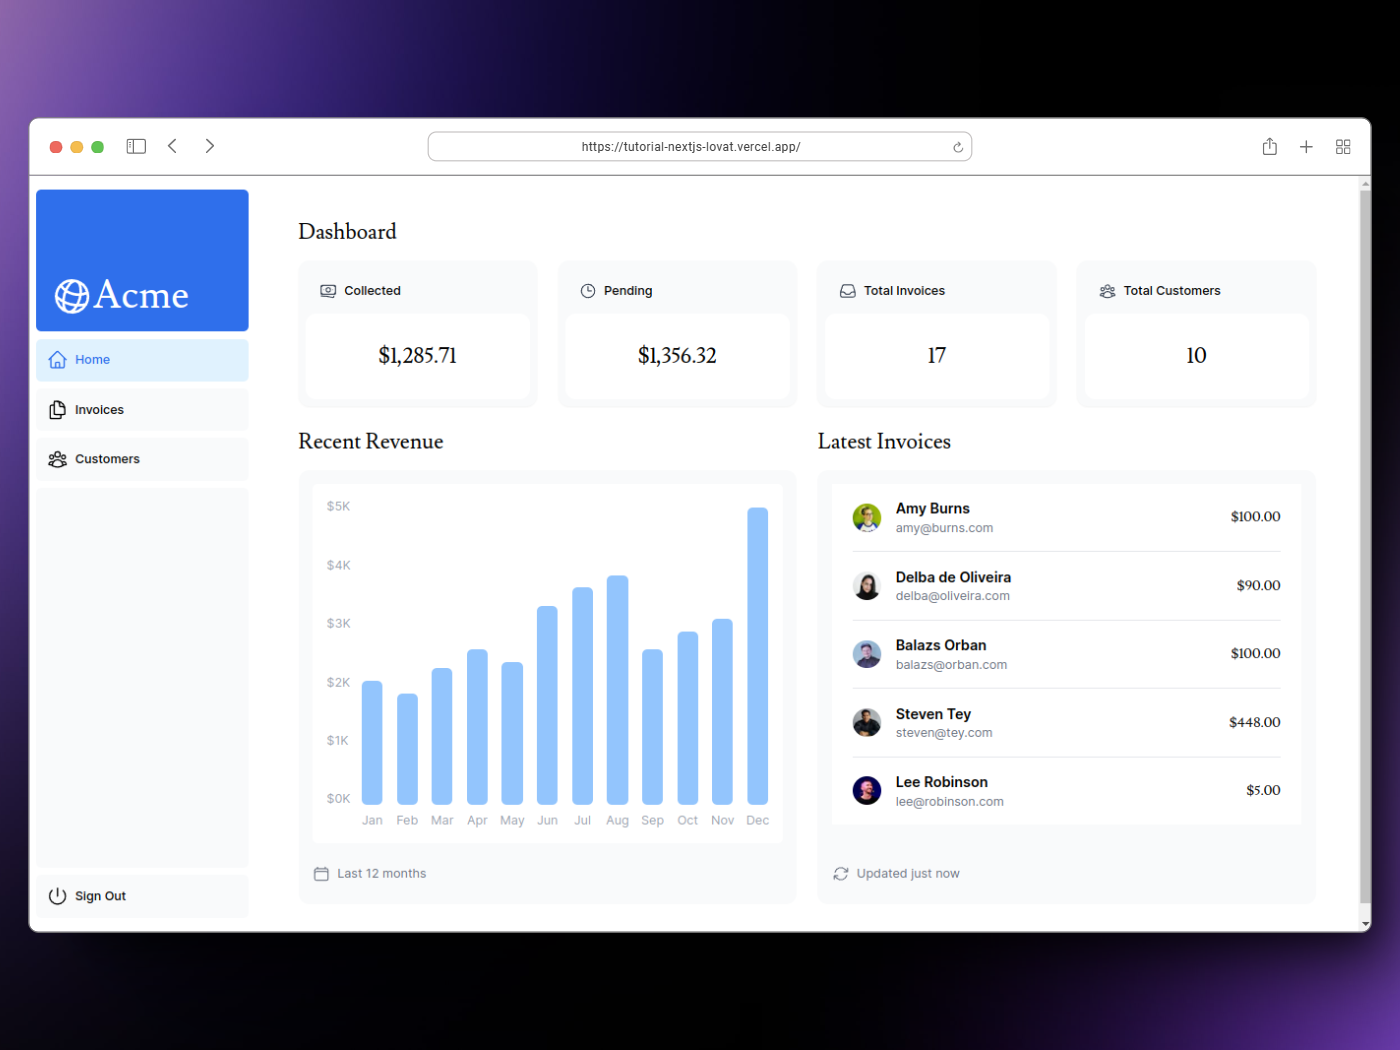 https://tutorial-nextjs-lovat.vercel.app/
Acme
Home
Invoices
Customers
Sign Out
Dashboard
Collected
$1,285.71
Pending
$1,356.32
Total Invoices
17
Total Customers
10
Recent Revenue
$5K
$4K
$3K
$2K
$1K
$0K
Jan Feb Mar Apr May Jun Jul Aug Sep Oct Nov Dec
Last 12 months
Latest Invoices
Amy Burns
amy@burns.com
$100.00
Delba de Oliveira
delba@oliveira.com
$90.00
Balazs Orban
balazs@orban.com
$100.00
Steven Tey
steven@tey.com
$448.00
Lee Robinson
lee@robinson.com
$5.00
Updated just now